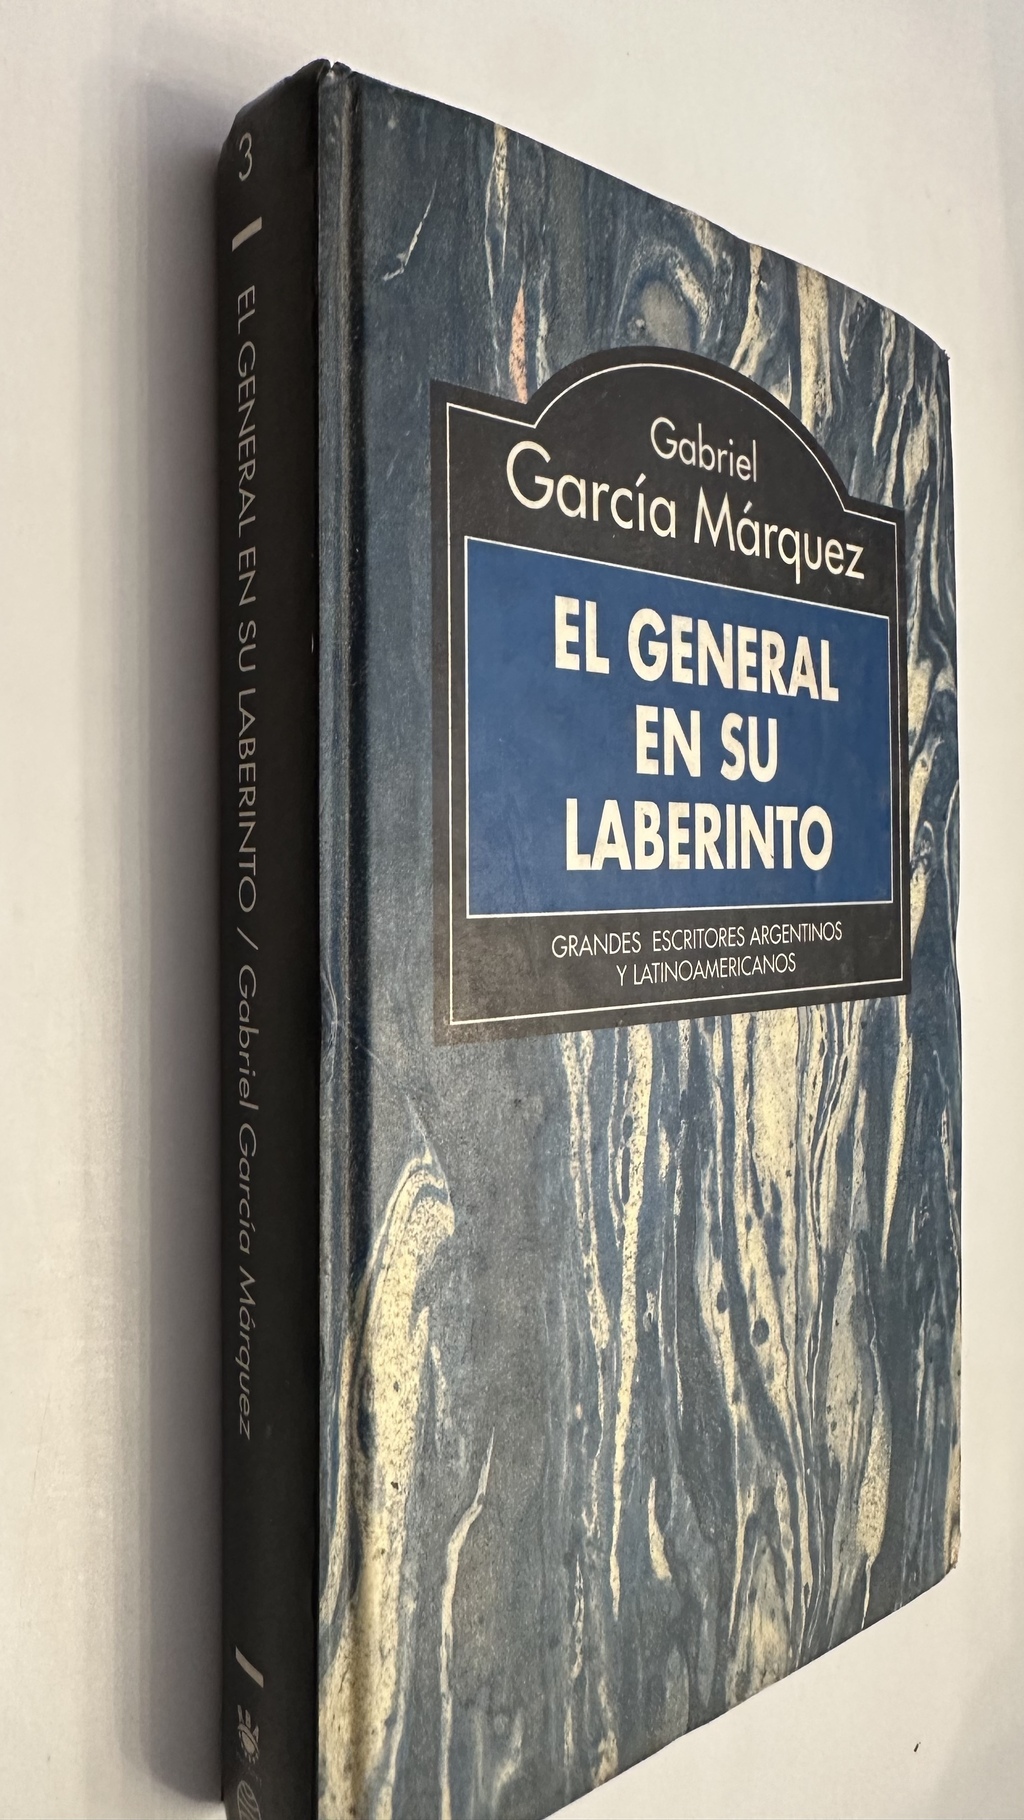 3
EL GENERAL EN SU LABERINTO / Gabriel García Márquez
Gabriel
García Márquez
EL GENERAL
EN SU
LABERINTO
GRANDES ESCRITORES ARGENTINOS
Y LATINOAMERICANOS